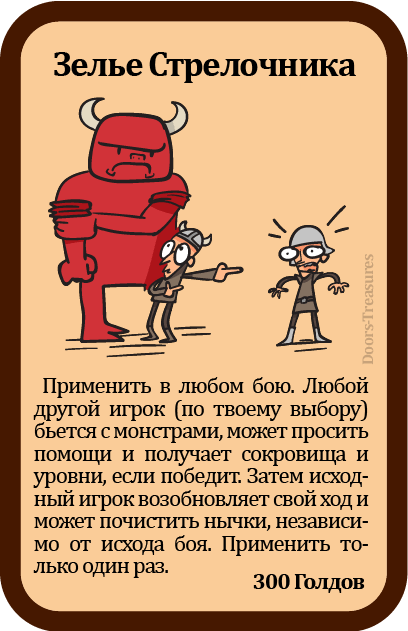 Зелье Стрелочника
Doors-Treasures
Применить в любом бою. Любой
другой игрок (по твоему выбору)
бьется с монстрами, может просить
помощи и получает сокровища и
уровни, если победит. Затем исход-
ный игрок возобновляет свой ход и
может почистить нычки, независи-
мо от исхода боя. Применить то-
лько один раз.
300 Голдов